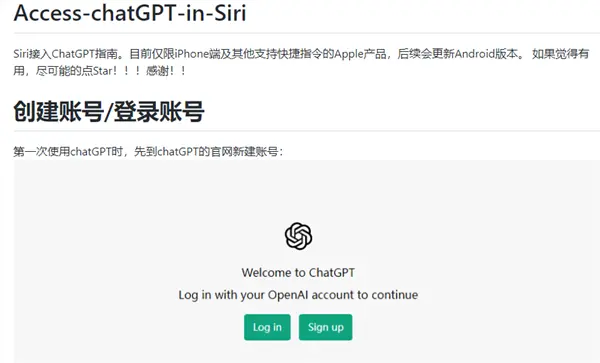 Access-chatGPT-in-Siri
Siri接入ChatGPT指南。目前仅限iPhone端及其他支持快捷指令的Apple产品，后续会更新Android版本。 如果觉得有
用，尽可能的点Star！！！感谢！！
创建账号/登录账号
第一次使用chatGPT时，先到chatGPT的官网新建账号：
Welcome to ChatGPT
Log in with your OpenAI account to continue
Log in Sign up